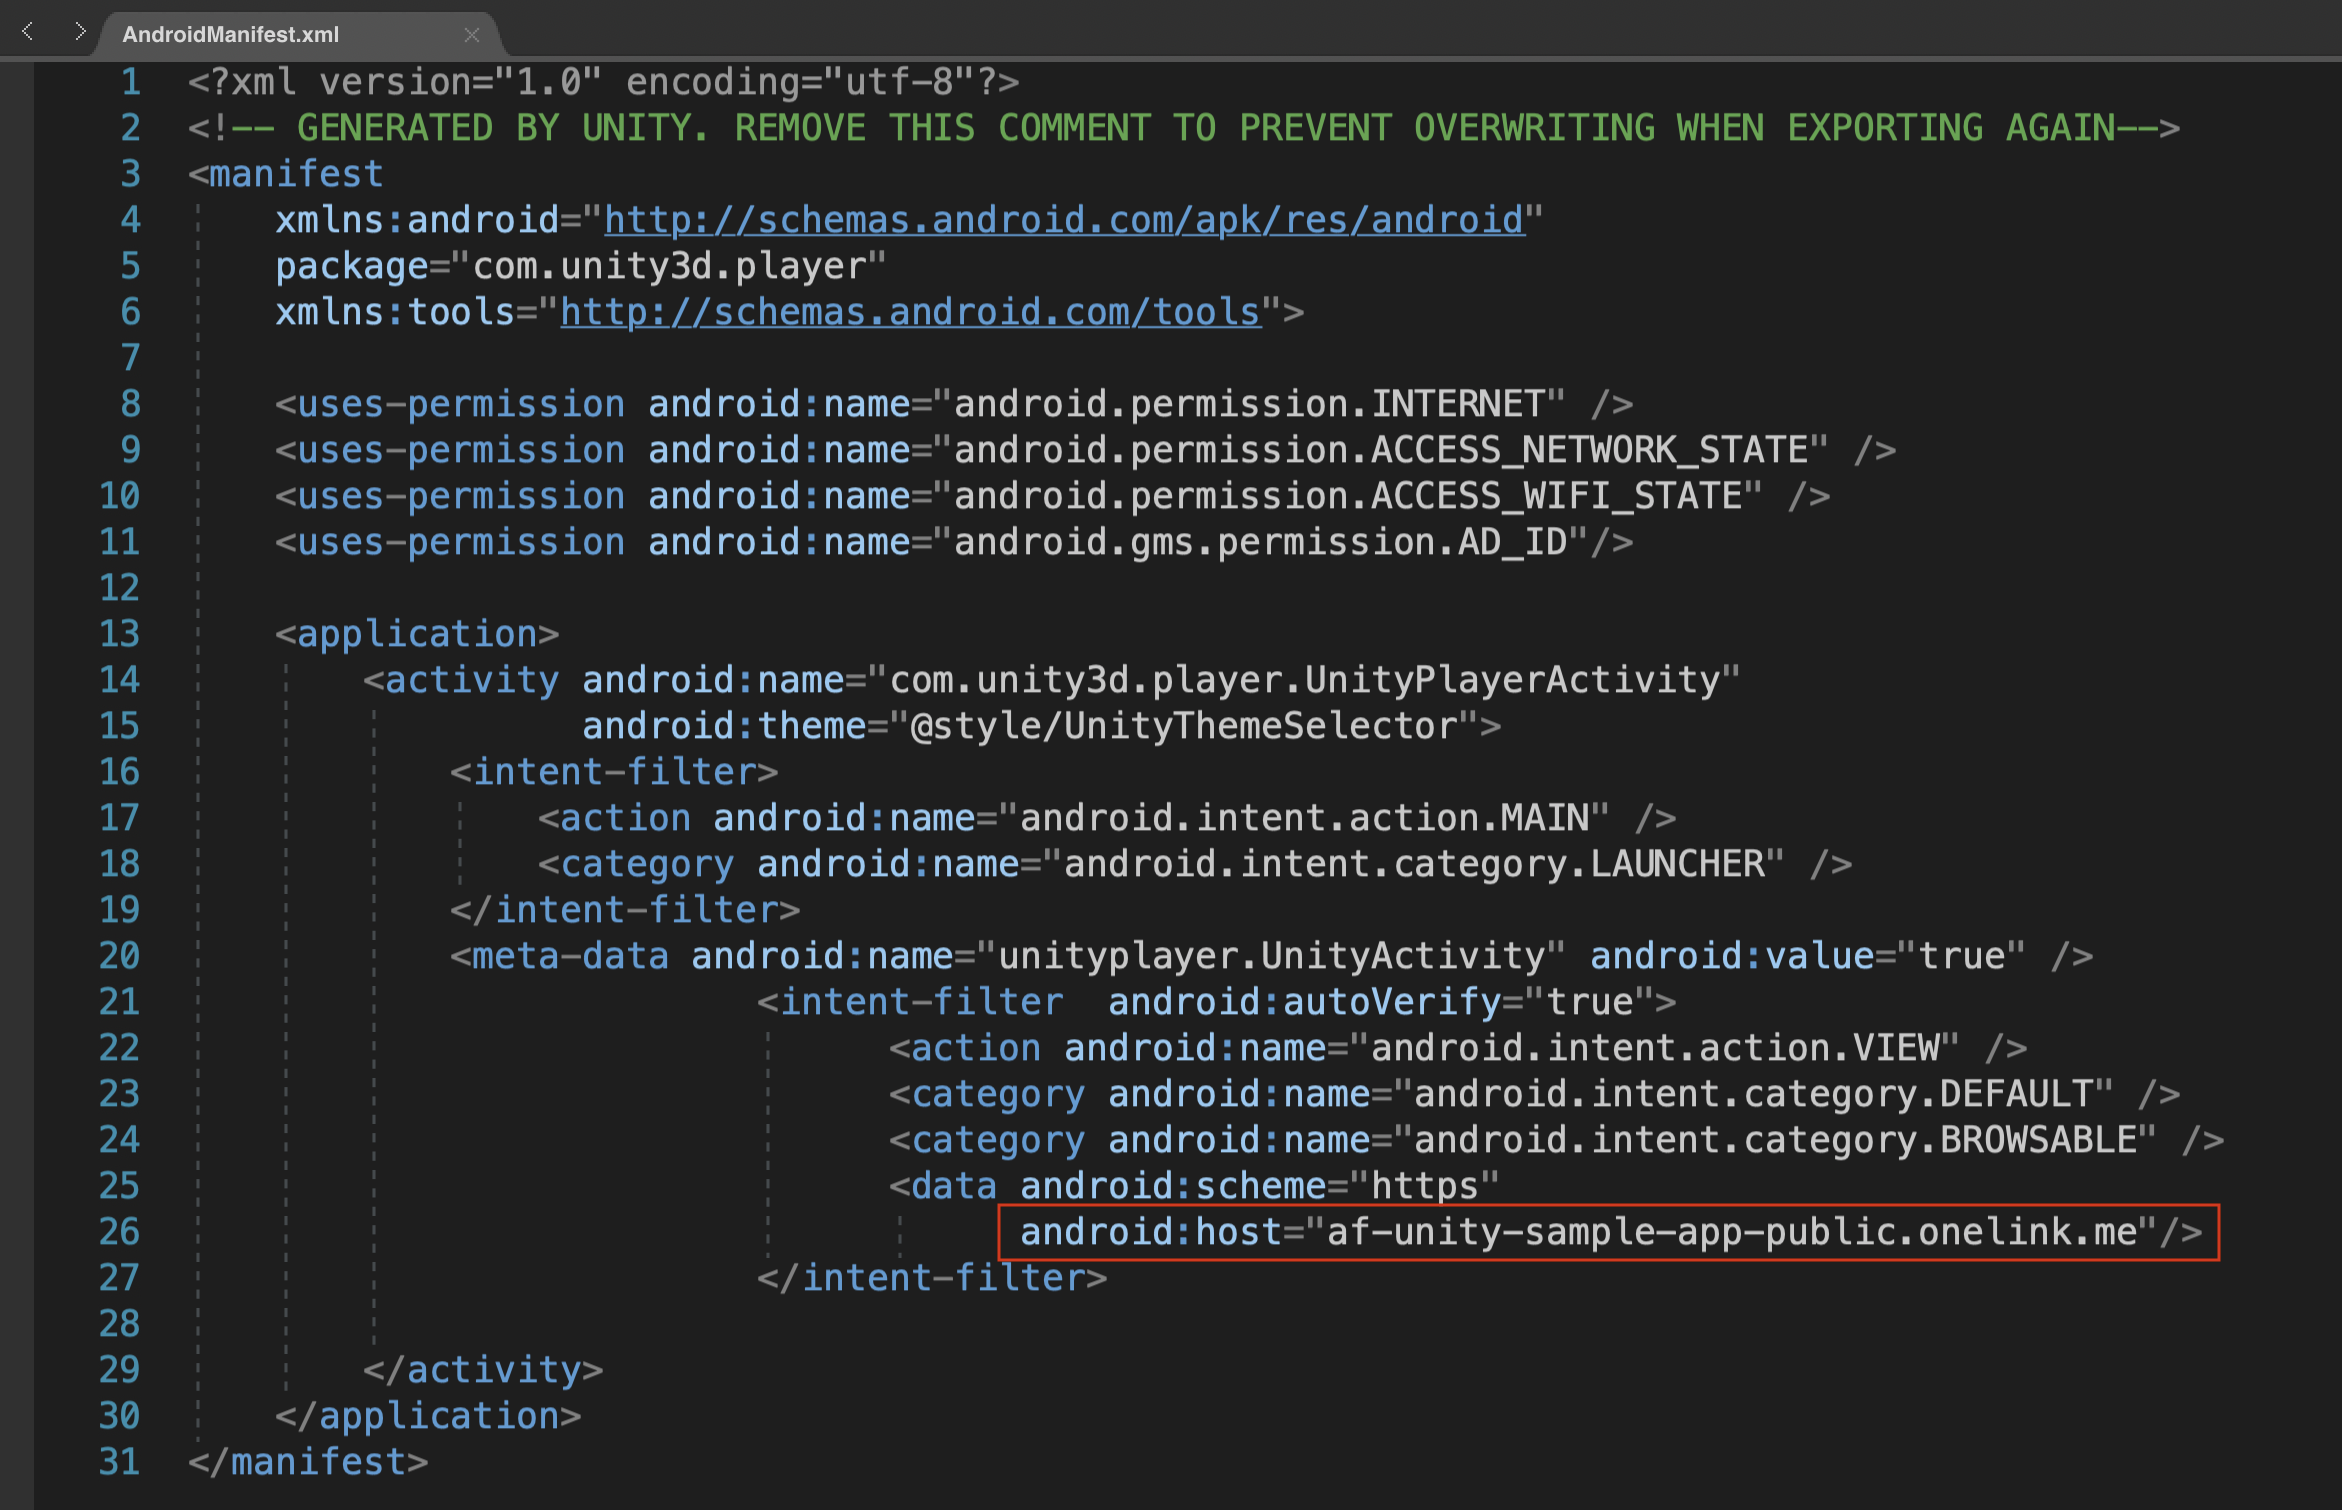 AndroidManifest.xml
1 <?xml version="1.0" encoding="utf-8"?>
2 <!-- GENERATED BY UNITY. REMOVE THIS COMMENT TO PREVENT OVERWRITING WHEN EXPORTING AGAIN-->
3 <manifest
4 xmlns:android="http://schemas.android.com/apk/res/android"
5 package="com.unity3d.player"
6 xmlns:tools="http://schemas.android.com/tools">
7
8 <uses-permission android:name="android.permission.INTERNET" />
9 <uses-permission android:name="android.permission.ACCESS_NETWORK_STATE" />
10 <uses-permission android:name="android.permission.ACCESS_WIFI_STATE" />
11 <uses-permission android:name="android.gms.permission.AD_ID"/>
12
13 <application>
14 <activity android:name="com.unity3d.player.UnityPlayerActivity"
15 android:theme="@style/UnityThemeSelector">
16 <intent-filter>
17 <action android:name="android.intent.action.MAIN" />
18 <category android:name="android.intent.category.LAUNCHER" />
19 </intent-filter>
20 <meta-data android:name="unityplayer.UnityActivity" android:value="true" />
21 <intent-filter  android:autoVerify="true">
22 <action android:name="android.intent.action.VIEW" />
23 <category android:name="android.intent.category.DEFAULT" />
24 <category android:name="android.intent.category.BROWSABLE" />
25 <data android:scheme="https"
26 android:host="af-unity-sample-app-public.onelink.me"/>
27 </intent-filter>
28
29 </activity>
30 </application>
31 </manifest>